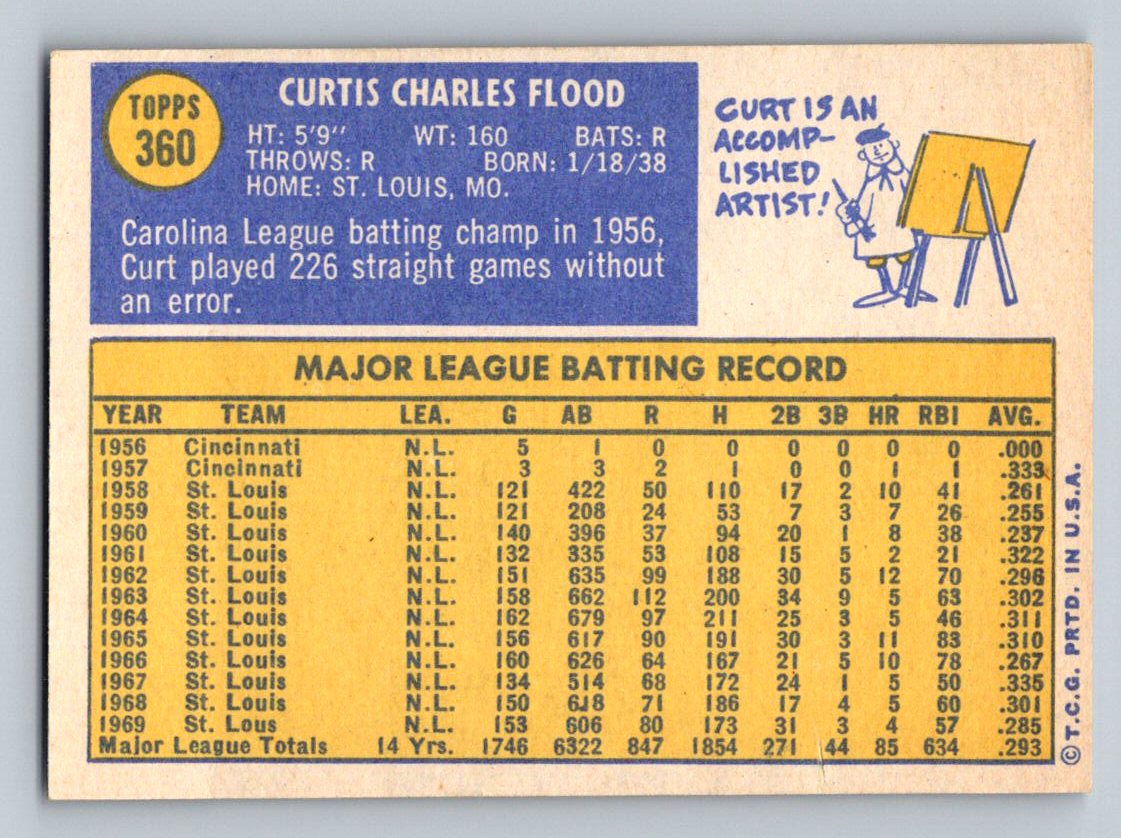 TOPPS
360
CURTIS CHARLES FLOOD
HT: 5'9" WT: 160 BATS: R
THROWS: R BORN: 1/18/38
HOME: ST. LOUIS, MO.
Carolina League batting champ in 1956,
Curt played 226 straight games without
an error.
CURT IS AN
ACCOMP-
LISHED
ARTIST!
MAJOR LEAGUE BATTING RECORD
YEAR TEAM LEA. G AB R H 2B 3B HR RBI AVG.
1956 Cincinnati N.L. 5 1 0 0 0 0 0 0 .000
1957 Cincinnati N.L. 3 3 2 1 0 0 1 1 .333
1958 St. Louis N.L. 121 422 50 110 17 2 10 41 .261
1959 St. Louis N.L. 121 208 24 53 7 3 7 26 .255
1960 St. Louis N.L. 140 396 37 94 20 1 8 38 .237
1961 St. Louis N.L. 132 335 53 108 15 5 2 21 .322
1962 St. Louis N.L. 151 635 99 188 30 5 12 70 .296
1963 St. Louis N.L. 158 662 112 200 34 9 5 63 .302
1964 St. Louis N.L. 162 679 97 211 25 3 5 46 .311
1965 St. Louis N.L. 156 617 90 191 30 3 11 83 .310
1966 St. Louis N.L. 160 626 64 167 21 5 10 78 .267
1967 St. Louis N.L. 134 514 68 172 24 1 5 50 .335
1968 St. Louis N.L. 150 618 71 186 17 4 5 60 .301
1969 St. Lous N.L. 153 606 80 173 31 3 4 57 .285
Major League Totals 14 Yrs. 1746 6322 847 1854 271 44 85 634 .293
© T.C.G. PRTD. IN U.S.A.